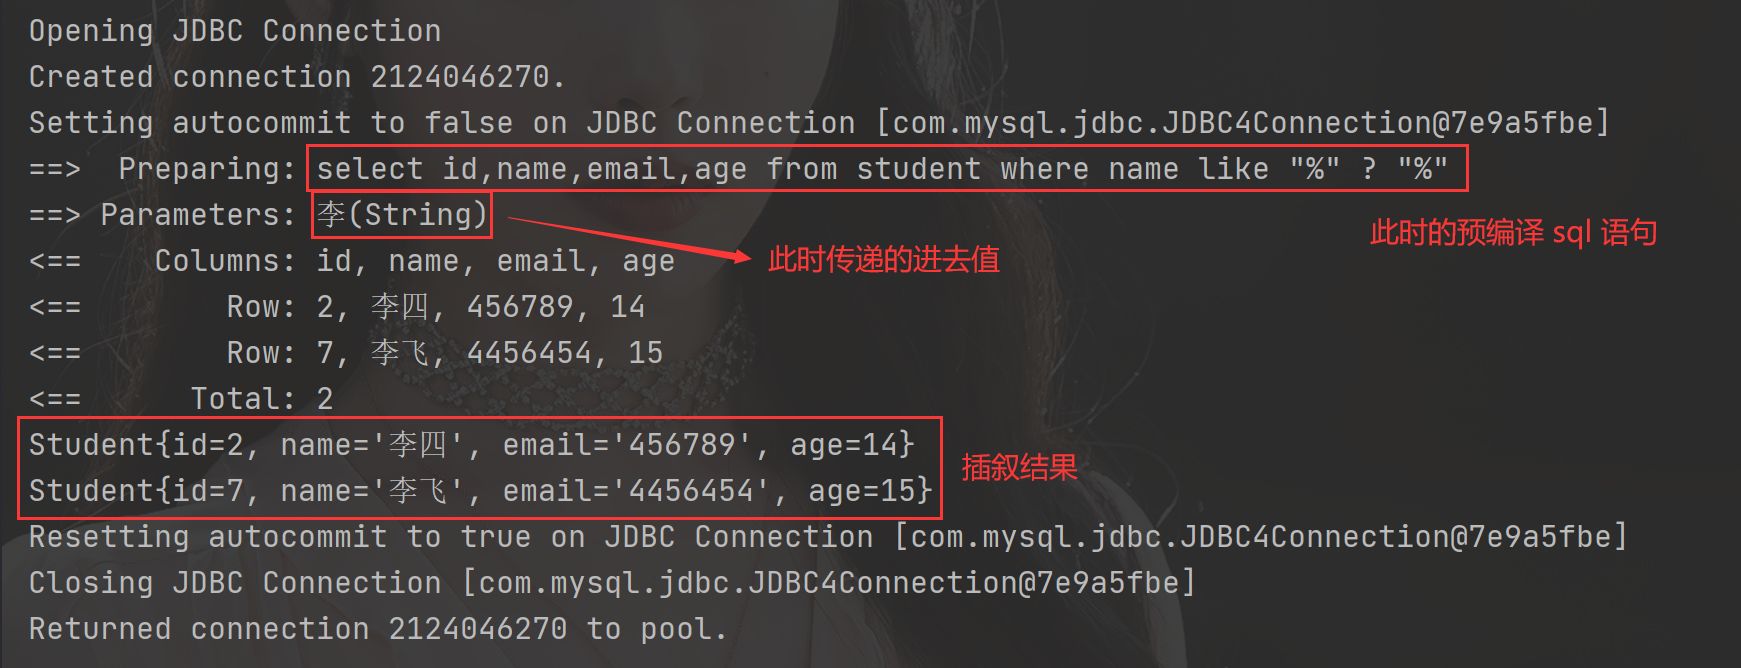 Opening JDBC Connection
Created connection 2124046270.
Setting autocommit to false on JDBC Connection [com.mysql.jdbc.JDBC4Connection@7e9a5fbe]
==>  Preparing: select id,name,email,age from student where name like "%" ? "%"
==> Parameters: 李(String)
此时的预编译 sql 语句
<==    Columns: id, name, email, age
此时传递的进去值
<==        Row: 2, 李四, 456789, 14
<==        Row: 7, 李飞, 4456454, 15
<==      Total: 2
Student{id=2, name='李四', email='456789', age=14}
插叙结果
Student{id=7, name='李飞', email='4456454', age=15}
Resetting autocommit to true on JDBC Connection [com.mysql.jdbc.JDBC4Connection@7e9a5fbe]
Closing JDBC Connection [com.mysql.jdbc.JDBC4Connection@7e9a5fbe]
Returned connection 2124046270 to pool.